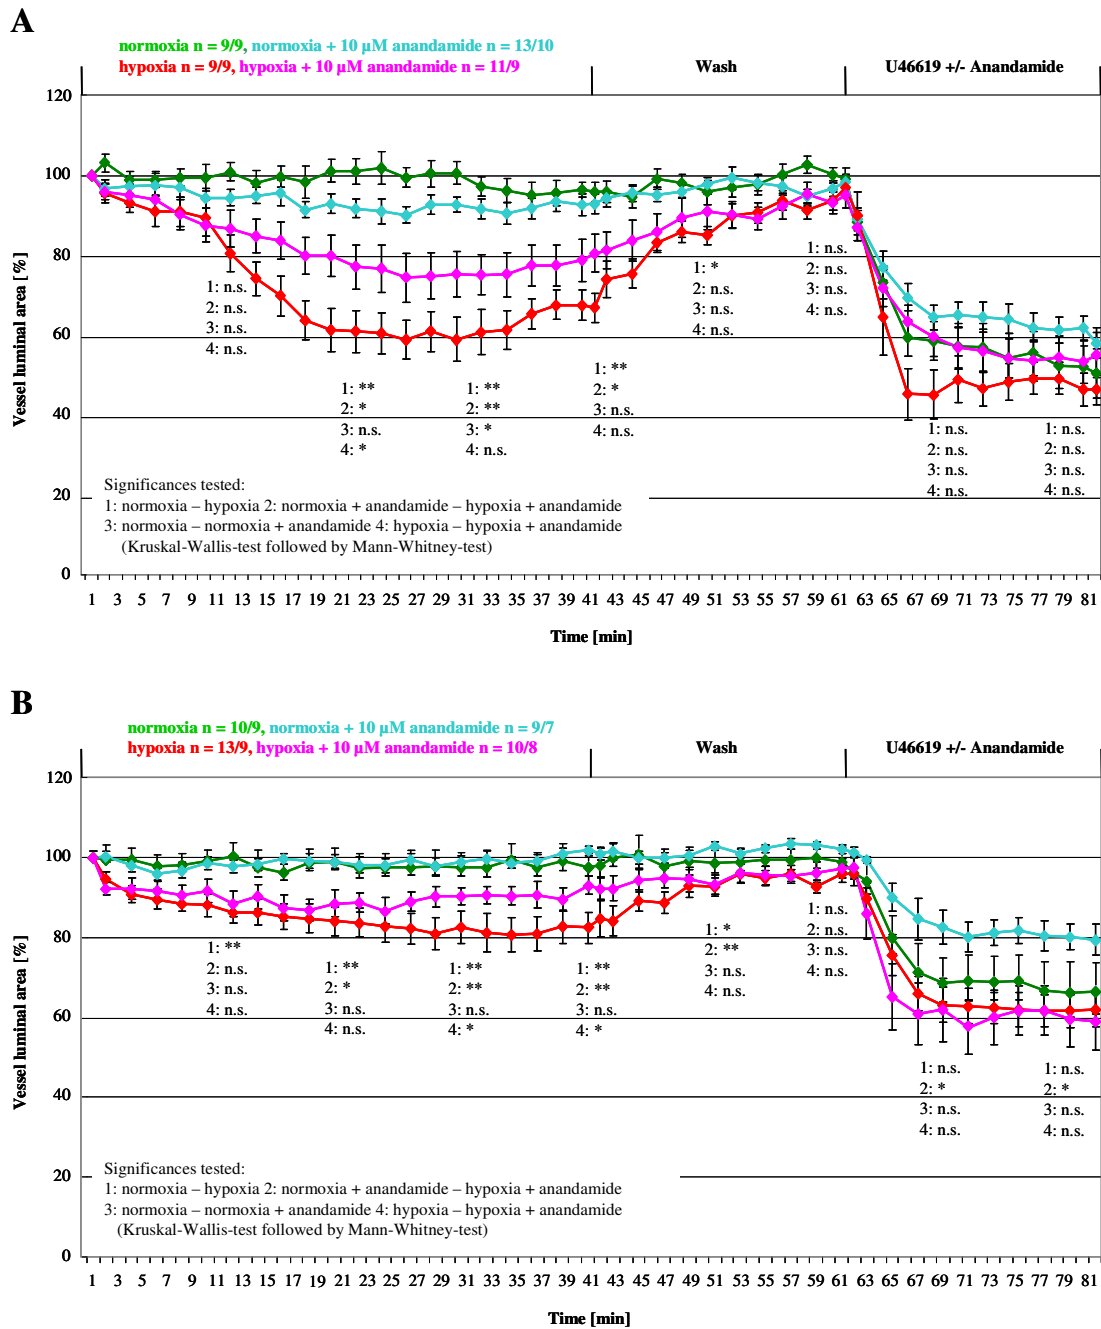 A
normoxia n = 9/9, normoxia + 10 µM anandamide n = 13/10
hypoxia n = 9/9, hypoxia + 10 µM anandamide n = 11/9
Wash
U46619 +/- Anandamide
120
100
80
60
40
20
0
Vessel luminal area [%]
1: n.s.
2: n.s.
3: n.s.
4: n.s.
1: **
2: *
3: n.s.
4: *
1: **
2: **
3: *
4: n.s.
1: **
2: *
3: n.s.
4: n.s.
1: *
2: n.s.
3: n.s.
4: n.s.
1: n.s.
2: n.s.
3: n.s.
4: n.s.
1: n.s.
2: n.s.
3: n.s.
4: n.s.
1: n.s.
2: n.s.
3: n.s.
4: n.s.
Significances tested:
1: normoxia – hypoxia 2: normoxia + anandamide – hypoxia + anandamide
3: normoxia – normoxia + anandamide 4: hypoxia – hypoxia + anandamide
(Kruskal-Wallis-test followed by Mann-Whitney-test)
1 3 5 7 9 11 13 15 17 19 21 23 25 27 29 31 33 35 37 39 41 43 45 47 49 51 53 55 57 59 61 63 65 67 69 71 73 75 77 79 81
Time [min]
B
normoxia n = 10/9, normoxia + 10 µM anandamide n = 9/7
hypoxia n = 13/9, hypoxia + 10 µM anandamide n = 10/8
Wash
U46619 +/- Anandamide
120
100
80
60
40
20
0
Vessel luminal area [%]
1: **
2: n.s.
3: n.s.
4: n.s.
1: **
2: *
3: n.s.
4: n.s.
1: **
2: **
3: n.s.
4: *
1: **
2: **
3: n.s.
4: *
1: *
2: **
3: n.s.
4: n.s.
1: n.s.
2: n.s.
3: n.s.
4: n.s.
1: n.s.
2: *
3: n.s.
4: n.s.
1: n.s.
2: *
3: n.s.
4: n.s.
Significances tested:
1: normoxia – hypoxia 2: normoxia + anandamide – hypoxia + anandamide
3: normoxia – normoxia + anandamide 4: hypoxia – hypoxia + anandamide
(Kruskal-Wallis-test followed by Mann-Whitney-test)
1 3 5 7 9 11 13 15 17 19 21 23 25 27 29 31 33 35 37 39 41 43 45 47 49 51 53 55 57 59 61 63 65 67 69 71 73 75 77 79 81
Time [min]